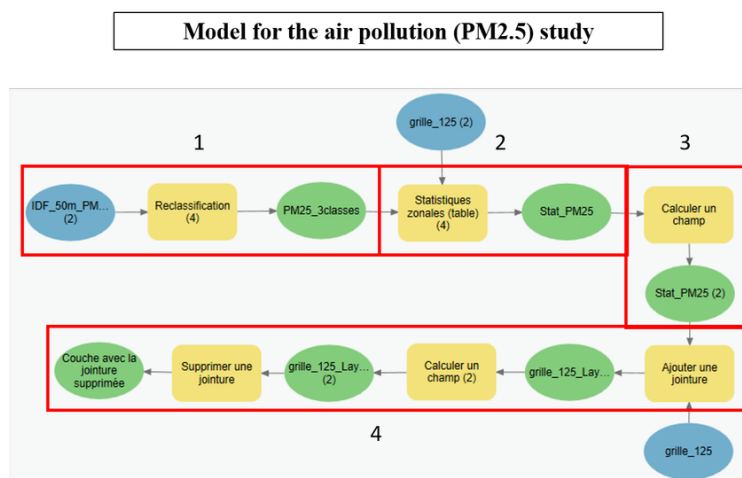 Model for the air pollution (PM2.5) study
grille_125 (2)
1
2
3
IDF_50m_PM...
(2)
Reclassification
(4)
PM25_3classes
Statistiques
zonales (table)
(4)
Stat_PM25
Calculer un
champ
Stat_PM25 (2)
Couche avec la
jointure
supprimée
Supprimer une
jointure
grille_125_Lay...
(2)
Calculer un
champ (2)
grille_125_Lay...
Ajouter une
jointure
4
grille_125